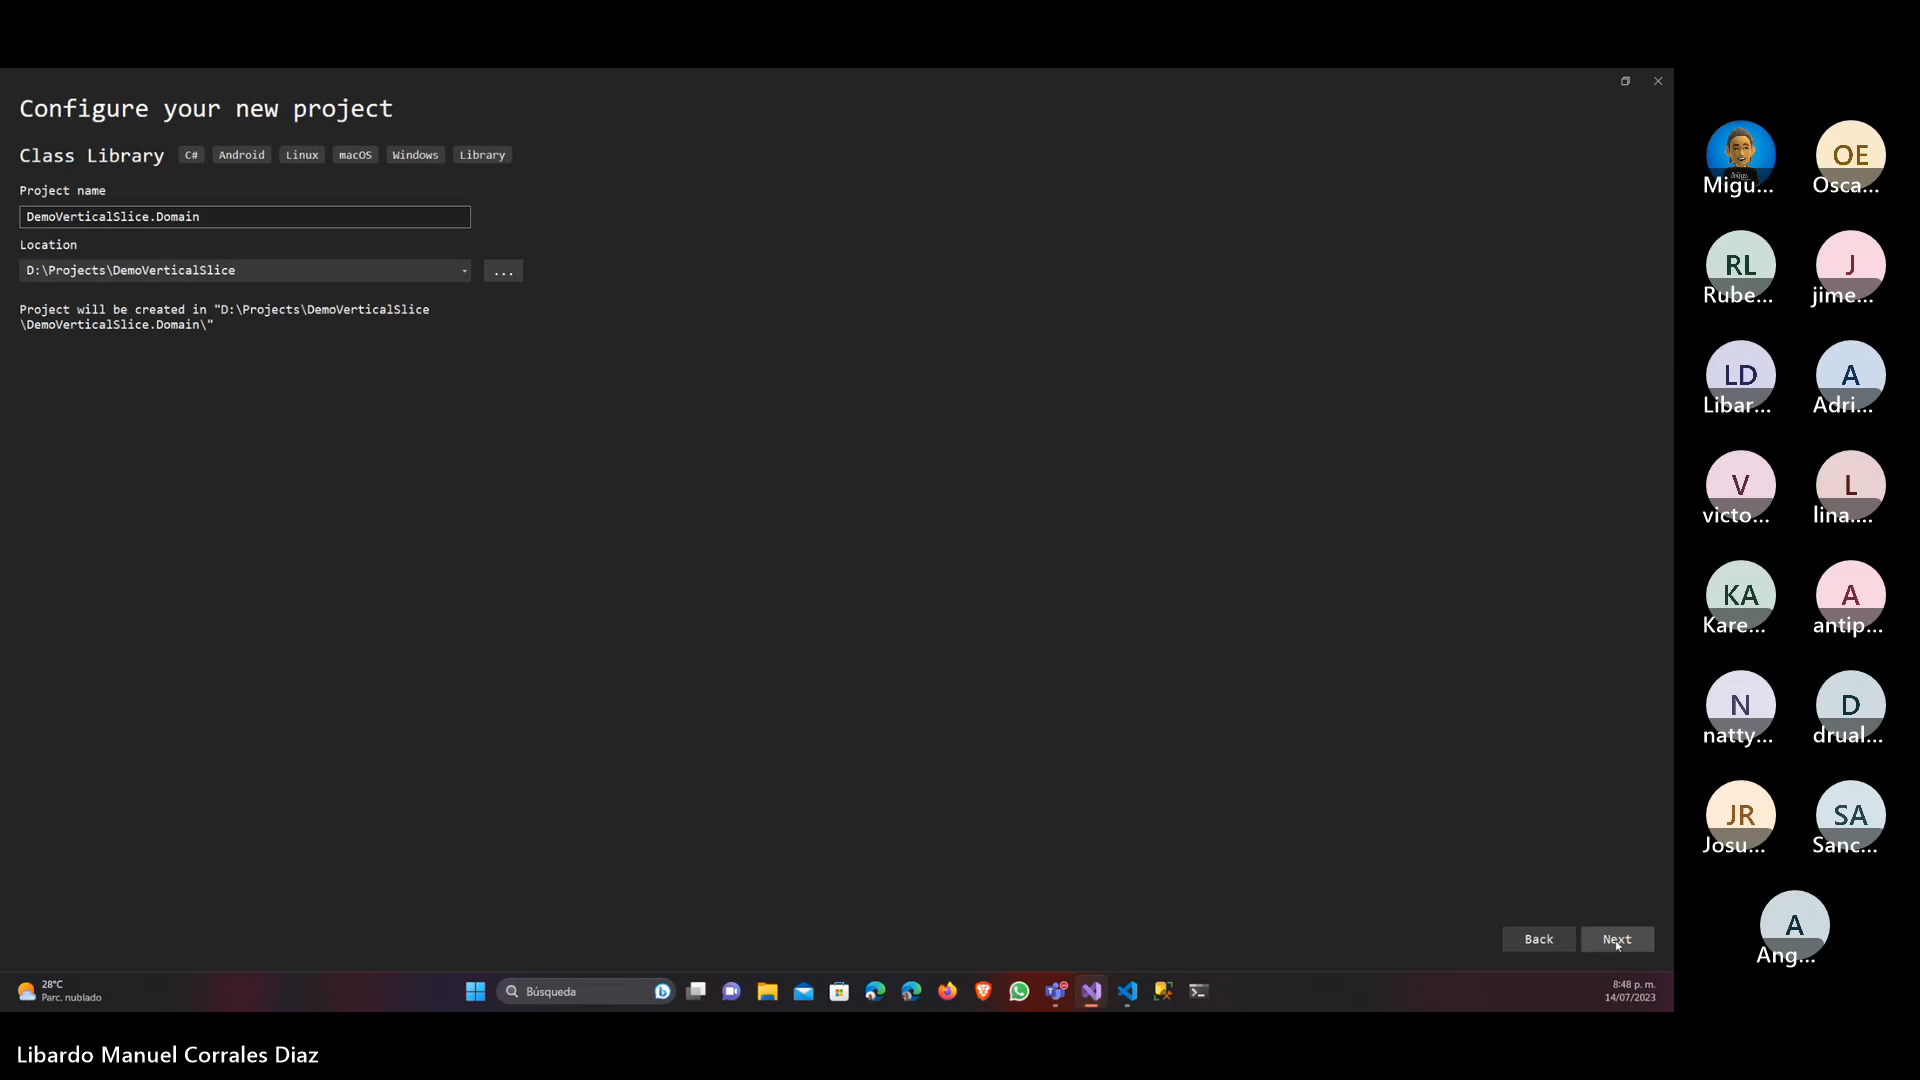 Configure your new project
Class Library C# Android Linux macOS Windows Library
Project name
DemoVerticalSlice.Domain
Location
D:\Projects\DemoVerticalSlice
...
Project will be created in "D:\Projects\DemoVerticalSlice
\DemoVerticalSlice.Domain\"
Back Next
28°C
Parc. nublado
Búsqueda
8:48 p. m.
14/07/2023
Libardo Manuel Corrales Diaz
Migu...
OE
Osca...
RL
Rube...
J
jime...
LD
Libar...
A
Adri...
V
victo...
L
lina....
KA
Kare...
A
antip...
N
natty...
D
drual...
JR
Josu...
SA
Sanc...
A
Ang...